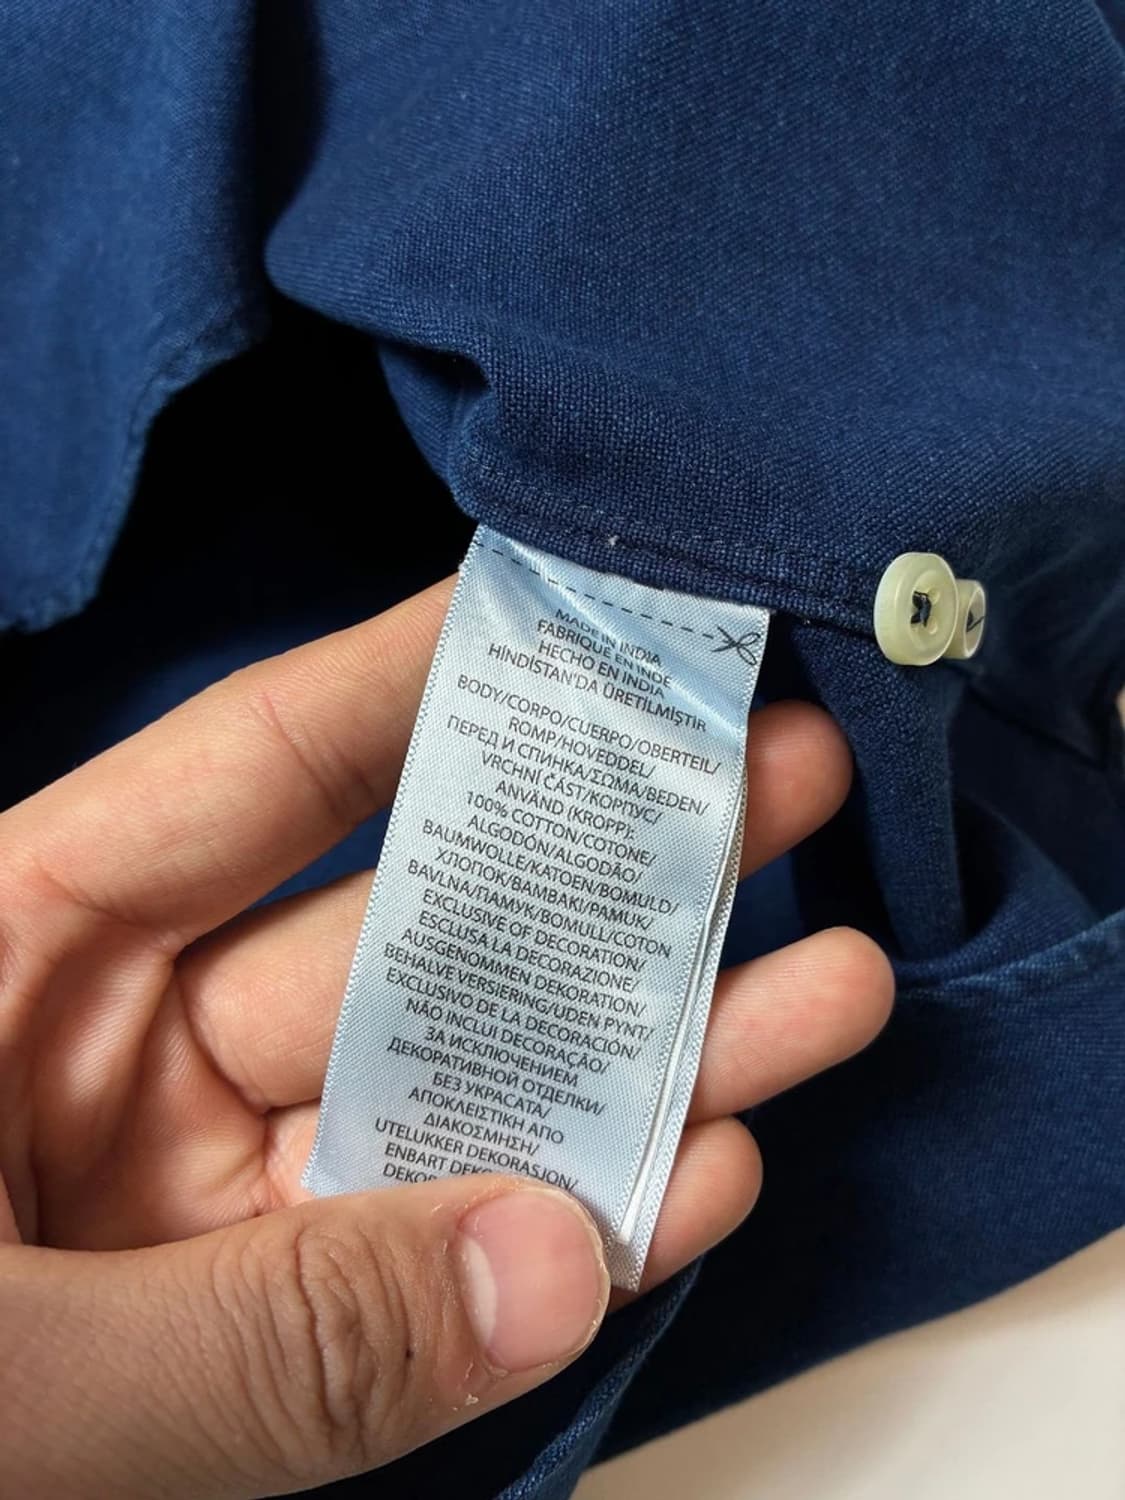 MADE IN INDIA
FABRIQUE EN INDE
HECHO EN INDIA
HİNDİSTAN'DA ÜRETİLMİŞTİR
BODY/CORPO/CUERPO/OBERTEIL/
ROMP/HOVEDDEL/
ПЕРЕД И СПИНКА/ΣΩΜΑ/BEDEN/
VRCHNÍ ČÁST/КОРПУС/
ANVÄND (KROPP):
100% COTTON/COTONE/
ALGODÓN/ALGODÃO/
BAUMWOLLE/KATOEN/BOMULD/
ХЛОПОК/ΒΑΜΒΑΚΙ/PAMUK/
BAVLNA/ПАМУК/BOMULL/COTON
EXCLUSIVE OF DECORATION/
ESCLUSA LA DECORAZIONE/
AUSGENOMMEN DEKORATION/
BEHALVE VERSIERING/UDEN PYNT/
EXCLUSIVO DE LA DECORACIÓN/
NÃO INCLUI DECORAÇÃO/
ЗА ИСКЛЮЧЕНИЕМ
ДЕКОРАТИВНОЙ ОТДЕЛКИ/
БЕЗ УКРАСАТА/
ΑΠΟΚΛΕΙΣΤΙΚΗ ΑΠΟ
ΔΙΑΚΟΣΜΗΣΗ/
UTELUKKER DEKORASJON/
ENBART DEK
DEKO